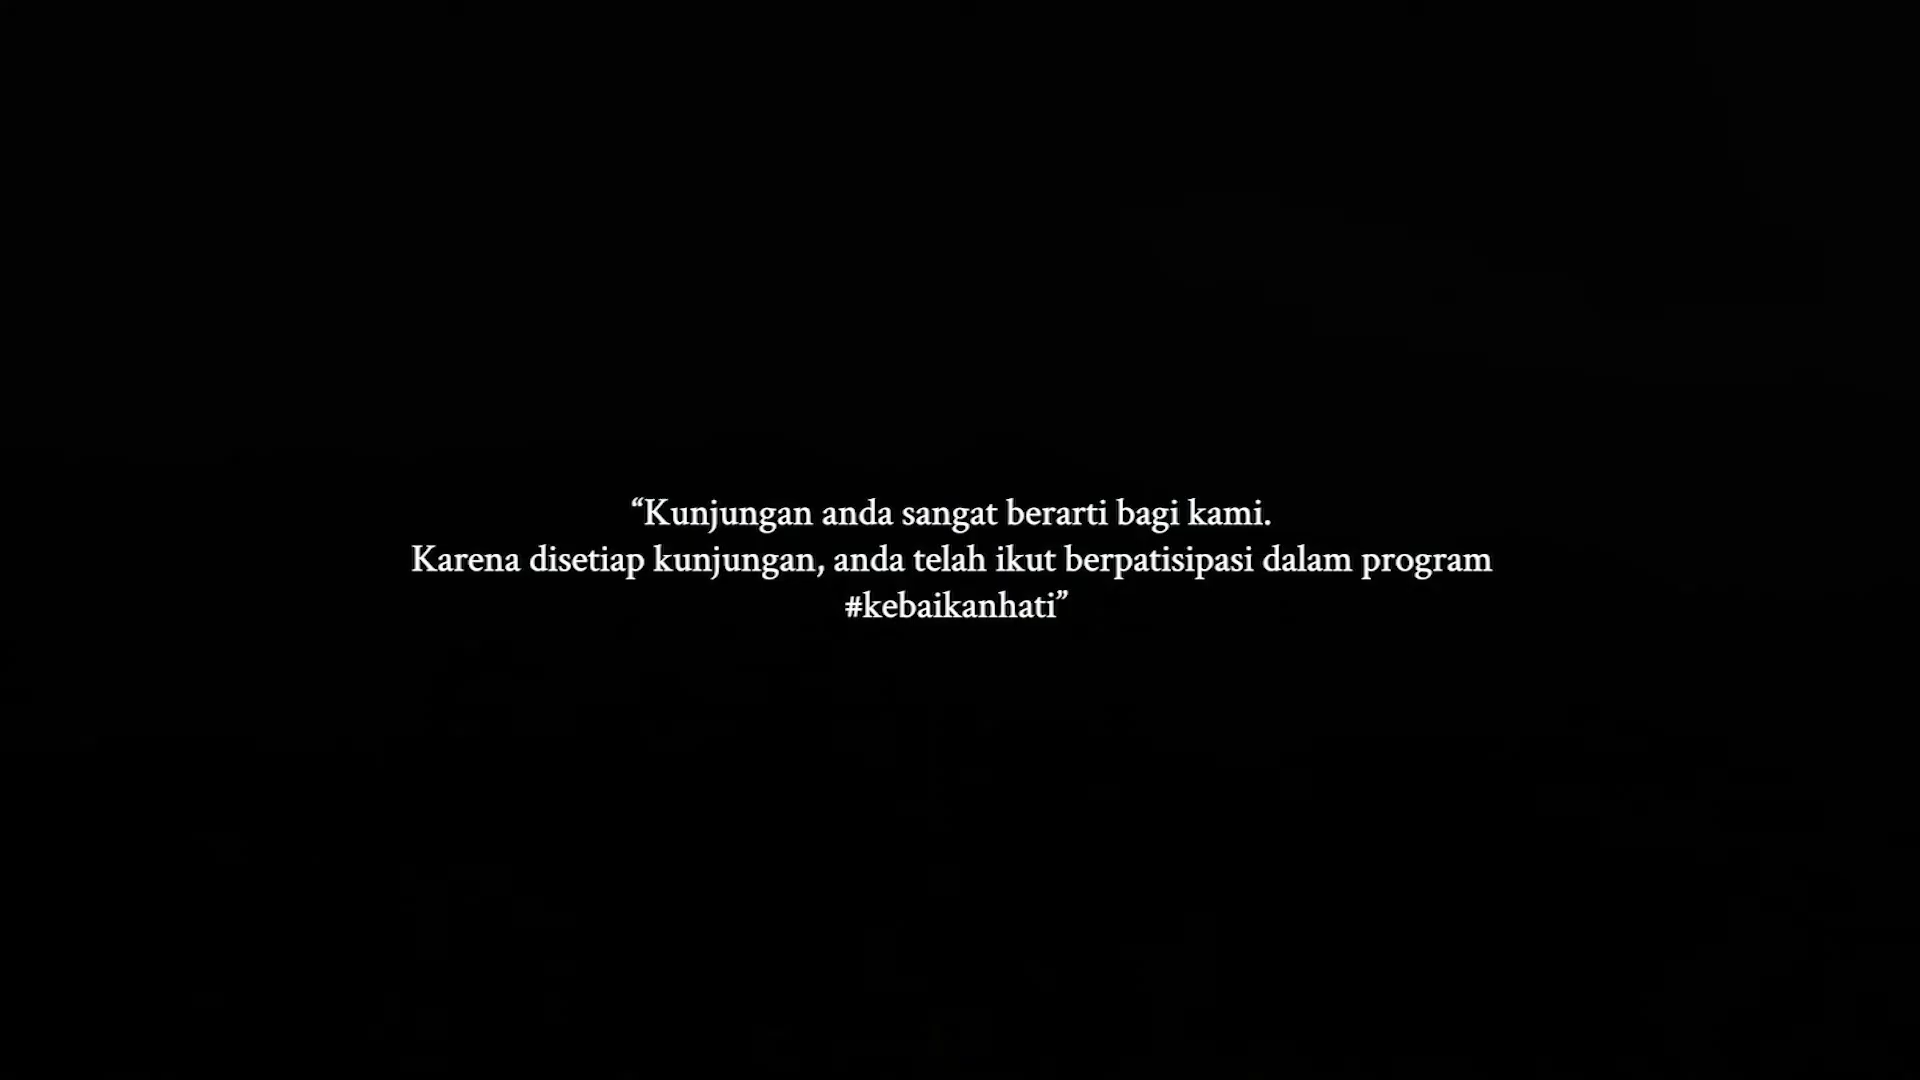 “Kunjungan anda sangat berarti bagi kami.
Karena disetiap kunjungan, anda telah ikut berpatisipasi dalam program
#kebaikanhati”